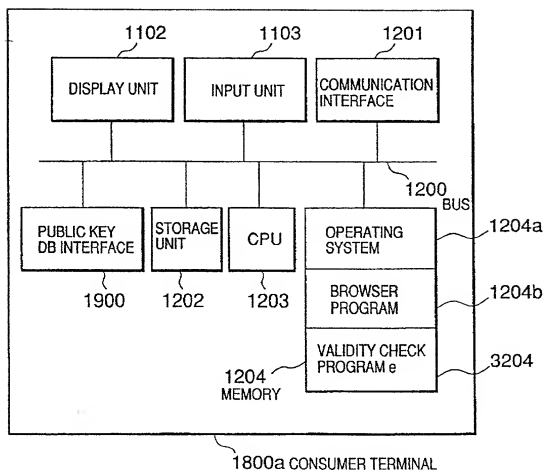 1102
1103
1201
DISPLAY UNIT
INPUT UNIT
COMMUNICATION
INTERFACE
1200
BUS
PUBLIC KEY
DB INTERFACE
STORAGE
UNIT
CPU
OPERATING
SYSTEM
1204a
1900
1202
1203
BROWSER
PROGRAM
1204b
VALIDITY CHECK
PROGRAM e
3204
1204
MEMORY
1800a CONSUMER TERMINAL